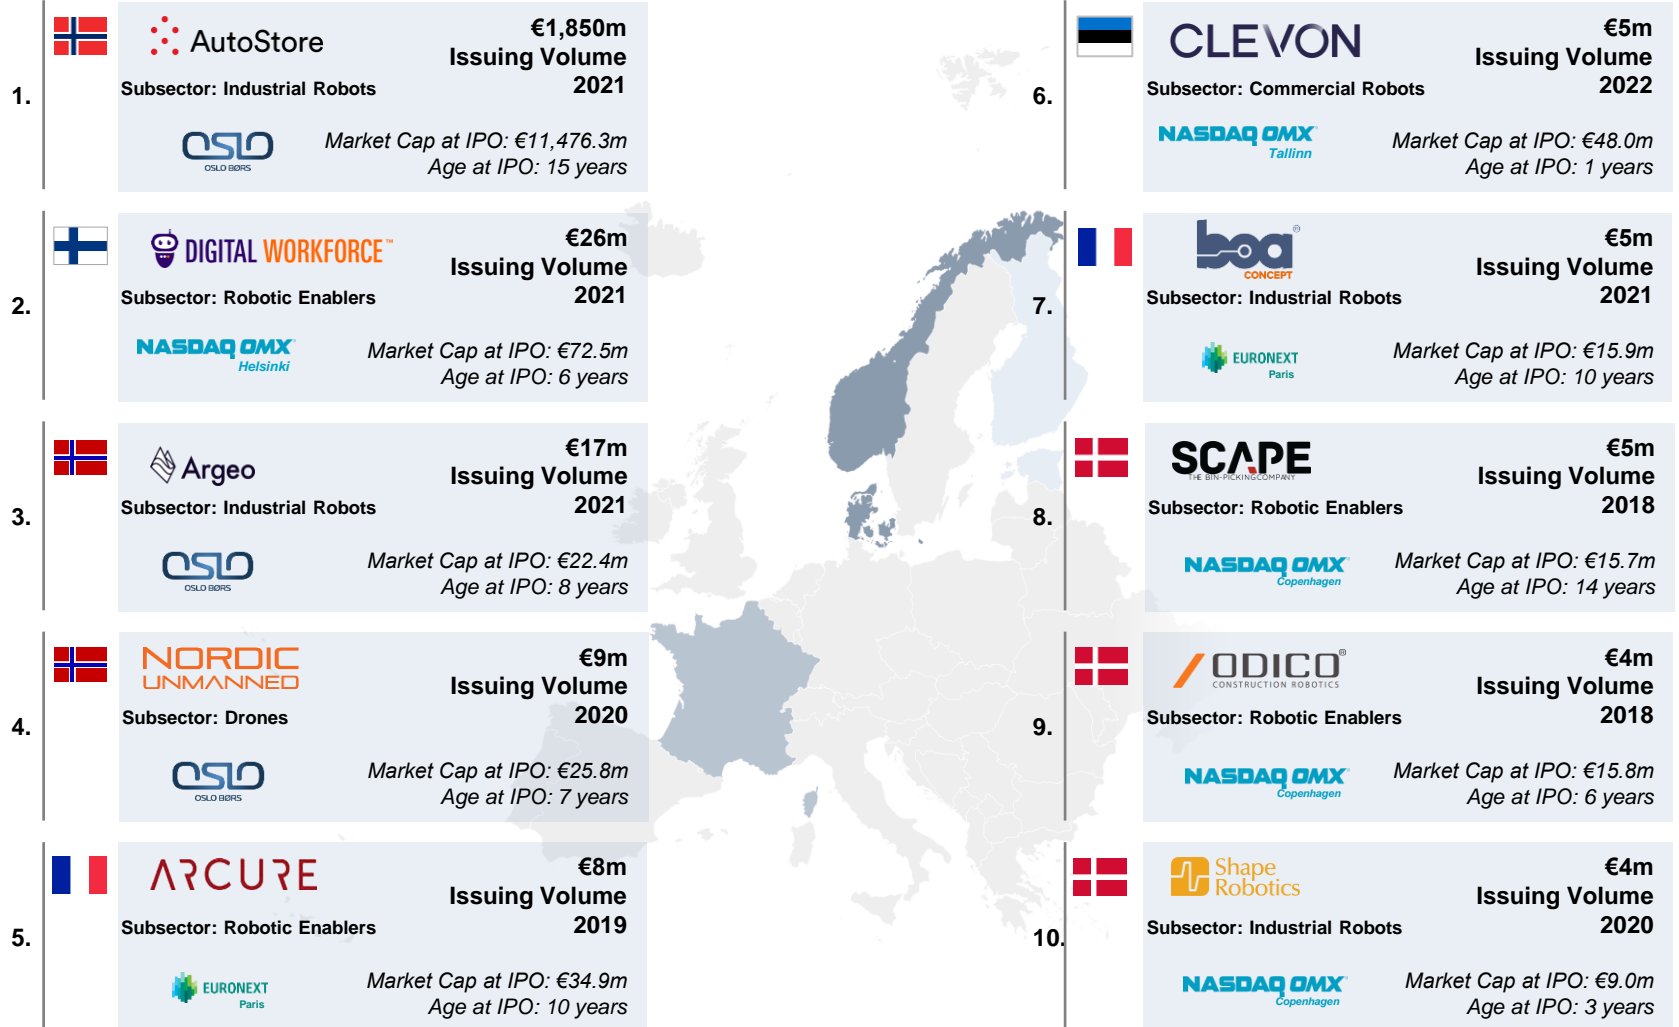 1.
AutoStore
€1,850m
Issuing Volume
2021
Subsector: Industrial Robots
OSLO
OSLO BØRS
Market Cap at IPO: €11,476.3m
Age at IPO: 15 years
2.
DIGITAL WORKFORCE™
€26m
Issuing Volume
2021
Subsector: Robotic Enablers
NASDAQ OMX
Helsinki
Market Cap at IPO: €72.5m
Age at IPO: 6 years
3.
Argeo
€17m
Issuing Volume
2021
Subsector: Industrial Robots
OSLO
OSLO BØRS
Market Cap at IPO: €22.4m
Age at IPO: 8 years
4.
NORDIC
UNMANNED
€9m
Issuing Volume
2020
Subsector: Drones
OSLO
OSLO BØRS
Market Cap at IPO: €25.8m
Age at IPO: 7 years
5.
ARCURE
€8m
Issuing Volume
2019
Subsector: Robotic Enablers
EURONEXT
Paris
Market Cap at IPO: €34.9m
Age at IPO: 10 years
6.
CLEVON
€5m
Issuing Volume
2022
Subsector: Commercial Robots
NASDAQ OMX
Tallinn
Market Cap at IPO: €48.0m
Age at IPO: 1 years
7.
boa®
CONCEPT
€5m
Issuing Volume
2021
Subsector: Industrial Robots
EURONEXT
Paris
Market Cap at IPO: €15.9m
Age at IPO: 10 years
8.
SCAPE
THE BIN-PICKING COMPANY
€5m
Issuing Volume
2018
Subsector: Robotic Enablers
NASDAQ OMX
Copenhagen
Market Cap at IPO: €15.7m
Age at IPO: 14 years
9.
ODICO®
CONSTRUCTION ROBOTICS
€4m
Issuing Volume
2018
Subsector: Robotic Enablers
NASDAQ OMX
Copenhagen
Market Cap at IPO: €15.8m
Age at IPO: 6 years
10.
Shape
Robotics
€4m
Issuing Volume
2020
Subsector: Industrial Robots
NASDAQ OMX
Copenhagen
Market Cap at IPO: €9.0m
Age at IPO: 3 years